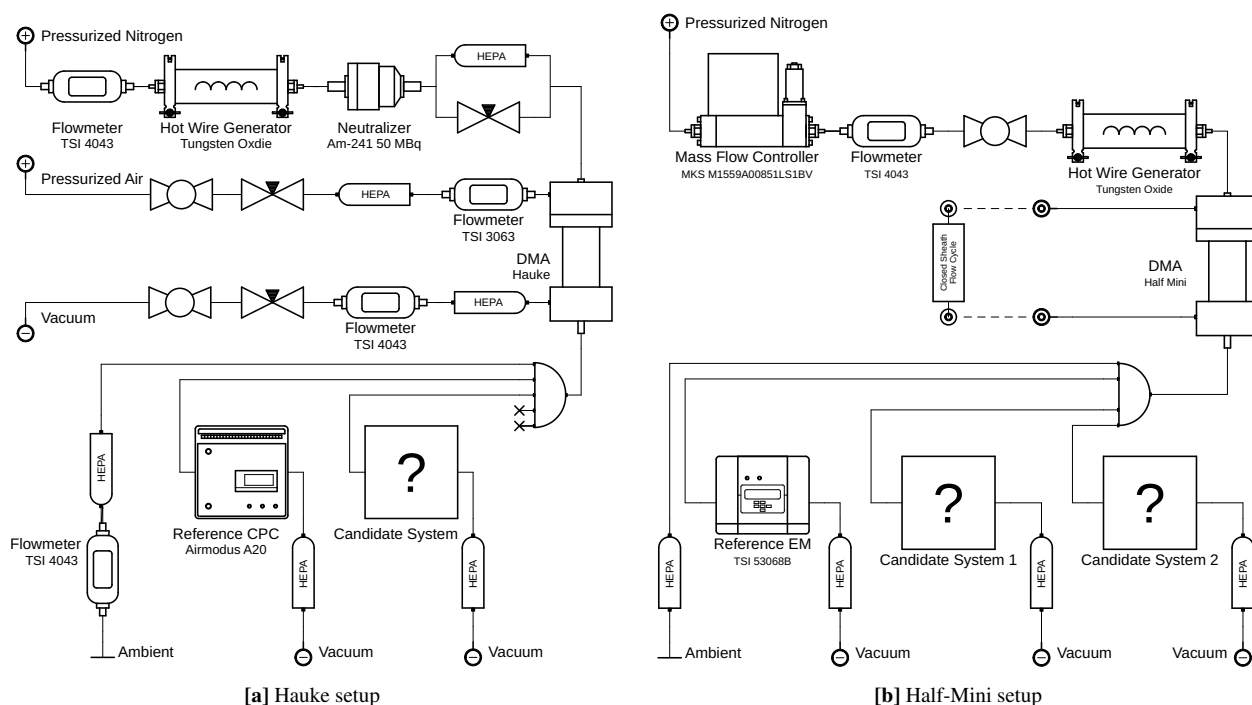 Pressurized Nitrogen
HEPA
Flowmeter
TSI 4043
Hot Wire Generator
Tungsten Oxdie
Neutralizer
Am-241 50 MBq
Pressurized Air
HEPA
Flowmeter
TSI 3063
DMA
Hauke
HEPA
Vacuum
Flowmeter
TSI 4043
HEPA
?
Reference CPC
Airmodus A20
Candidate System
Flowmeter
TSI 4043
HEPA
HEPA
Ambient
Vacuum
Vacuum
[a] Hauke setup
Pressurized Nitrogen
Mass Flow Controller
MKS M1559A00851LS1BV
Flowmeter
TSI 4043
Hot Wire Generator
Tungsten Oxide
Closed Sheath
Flow Cycle
DMA
Half Mini
?
?
Reference EM
TSI 53068B
Candidate System 1
Candidate System 2
HEPA
HEPA
HEPA
HEPA
Ambient
Vacuum
Vacuum
Vacuum
[b] Half-Mini setup